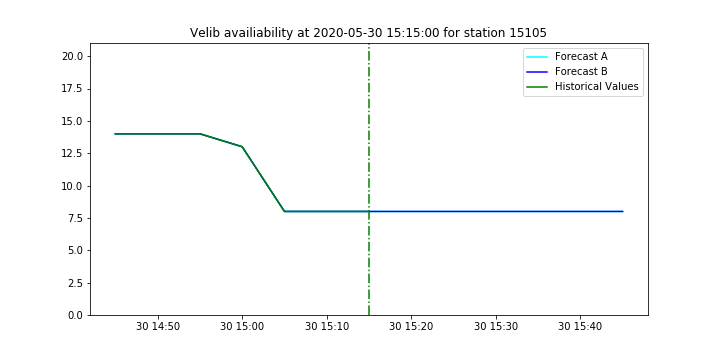 Velib availiability at 2020-05-30 15:15:00 for station 15105
Forecast A
Forecast B
Historical Values
20.0
17.5
15.0
12.5
10.0
7.5
5.0
2.5
0.0
30 14:50 30 15:00 30 15:10 30 15:20 30 15:30 30 15:40